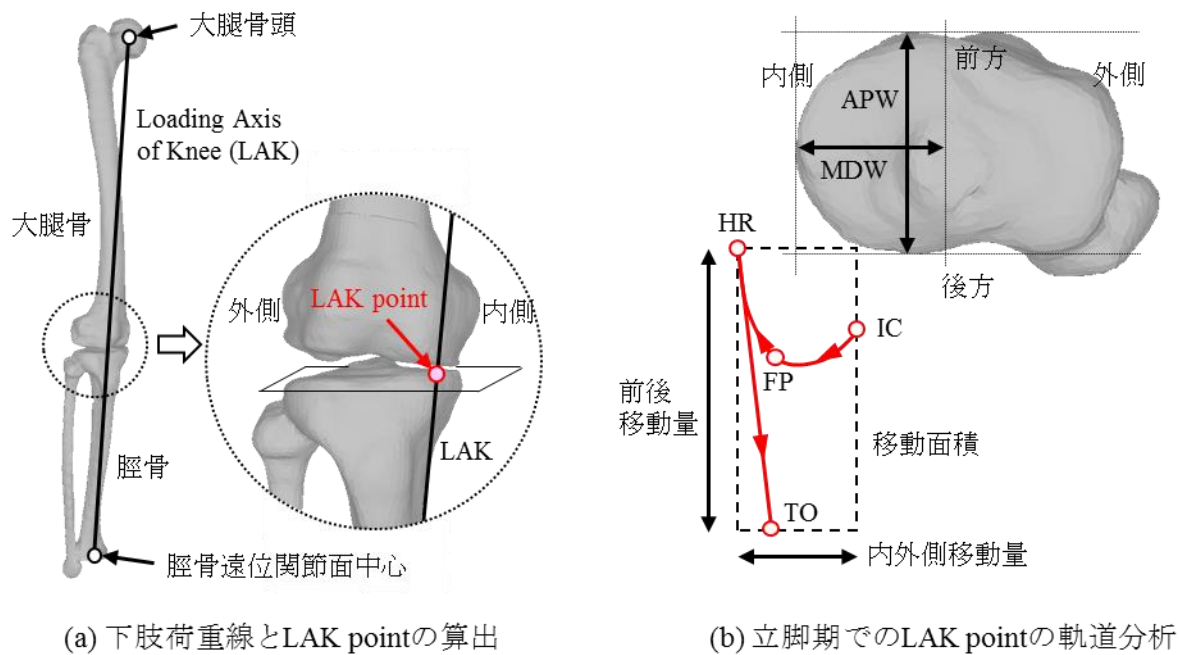 大腿骨頭
Loading Axis
of Knee (LAK)
大腿骨
外側
LAK point
内側
LAK
脛骨
脛骨遠位関節面中心
(a) 下肢荷重線とLAK pointの算出
内側
前方
外側
APW
MDW
HR
後方
IC
FP
前後
移動量
移動面積
TO
内外側移動量
(b) 立脚期でのLAK pointの軌道分析